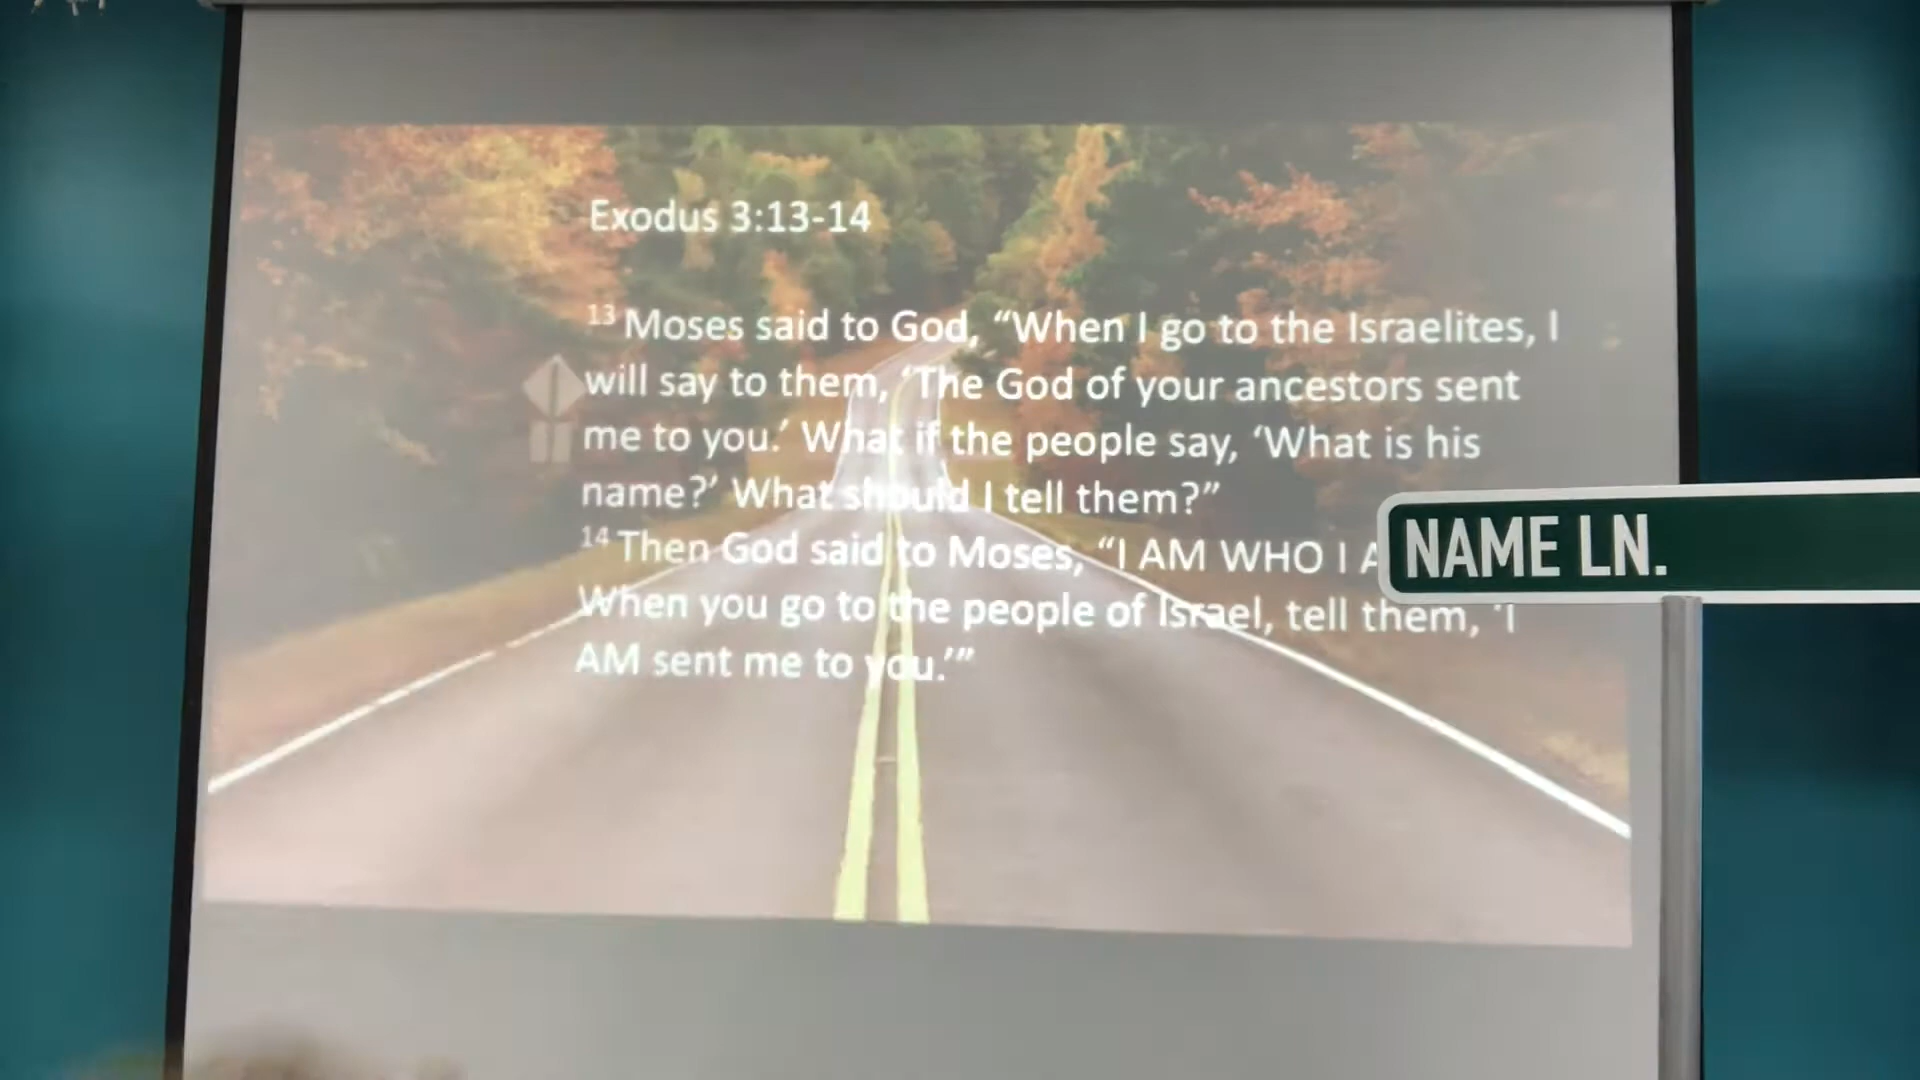 Exodus 3:13-14
13 Moses said to God, “When I go to the Israelites, I
will say to them, ‘The God of your ancestors sent
me to you.’ What if the people say, ‘What is his
name?’ What should I tell them?”
14 Then God said to Moses, “I AM WHO I A
When you go to the people of Israel, tell them, ‘I
AM sent me to you.’”
NAME LN.